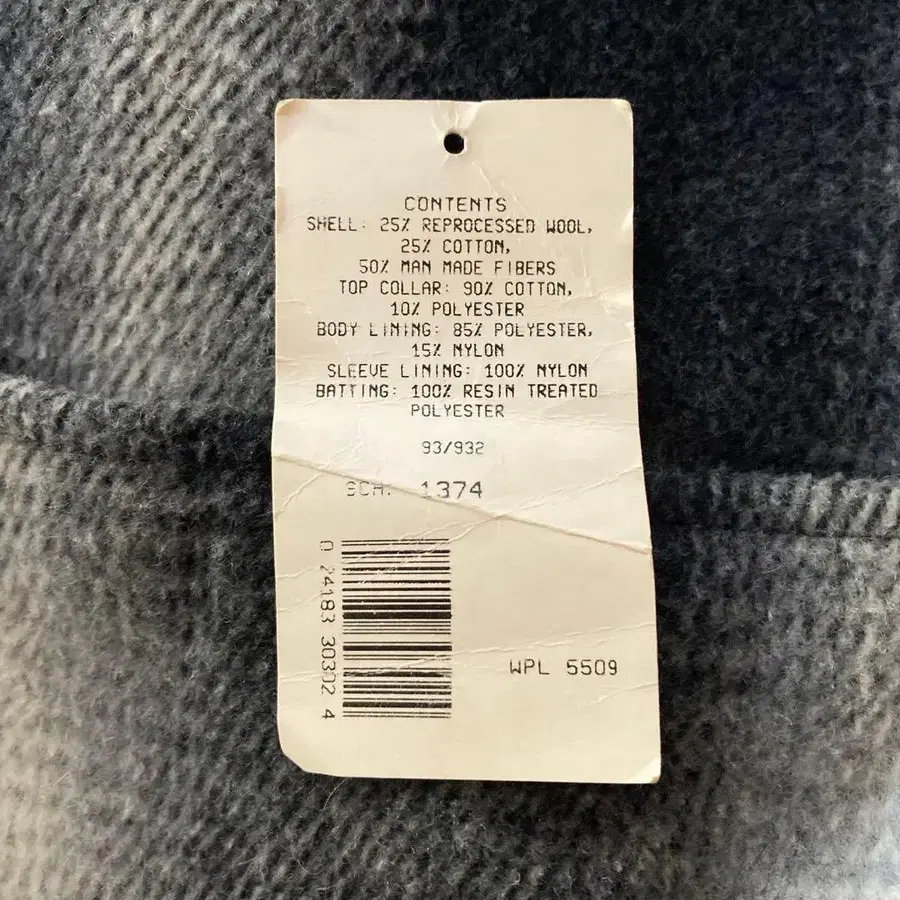 CONTENTS
SHELL: 25% REPROCESSED WOOL,
25% COTTON,
50% MAN MADE FIBERS
TOP COLLAR: 90% COTTON,
10% POLYESTER
BODY LINING: 85% POLYESTER,
15% NYLON
SLEEVE LINING: 100% NYLON
BATTING: 100% RESIN TREATED
POLYESTER
93/932
SCH. 1374
0 74183 30302 4
WPL 5509